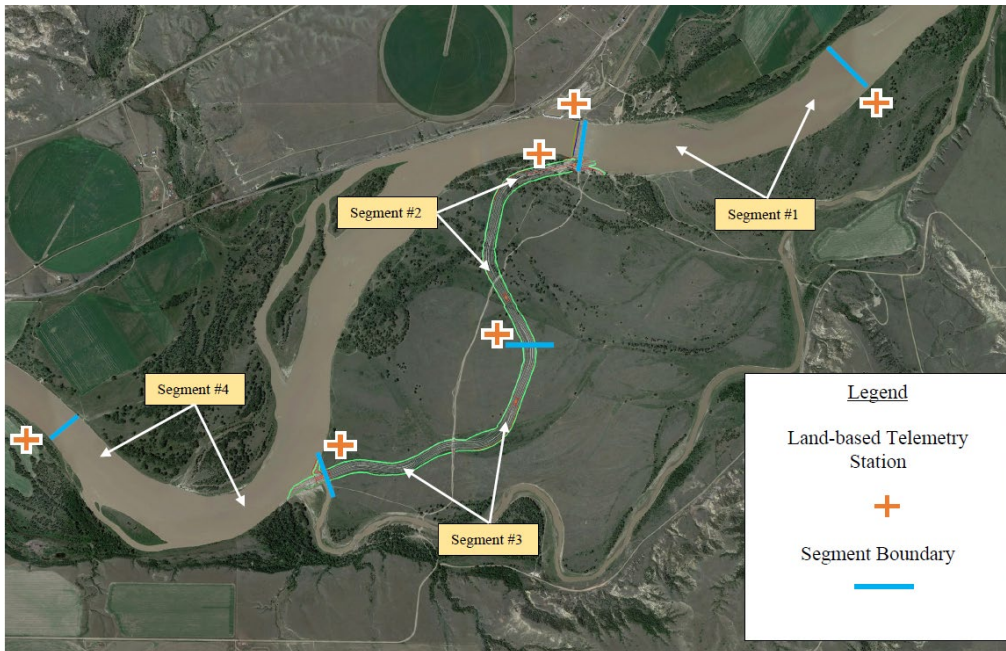 Segment #2
Segment #1
Segment #4
Segment #3
Legend
Land-based Telemetry
Station
Segment Boundary